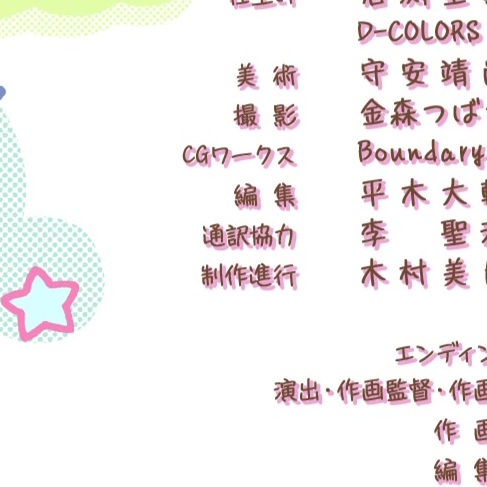 D-COLORS
美術 守安靖
撮影 金森つば
CGワークス Boundary
編集 平木大
通訳協力 李 聖
制作進行 木村美
エンディン
演出・作画監督・作画
作画
編集